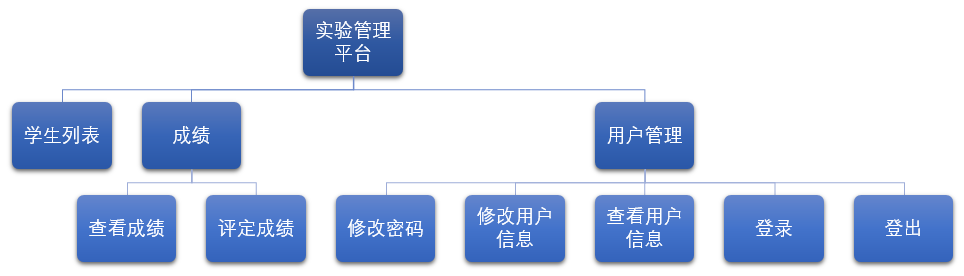 实验管理
平台
学生列表
成绩
用户管理
查看成绩
评定成绩
修改密码
修改用户
信息
查看用户
信息
登录
登出